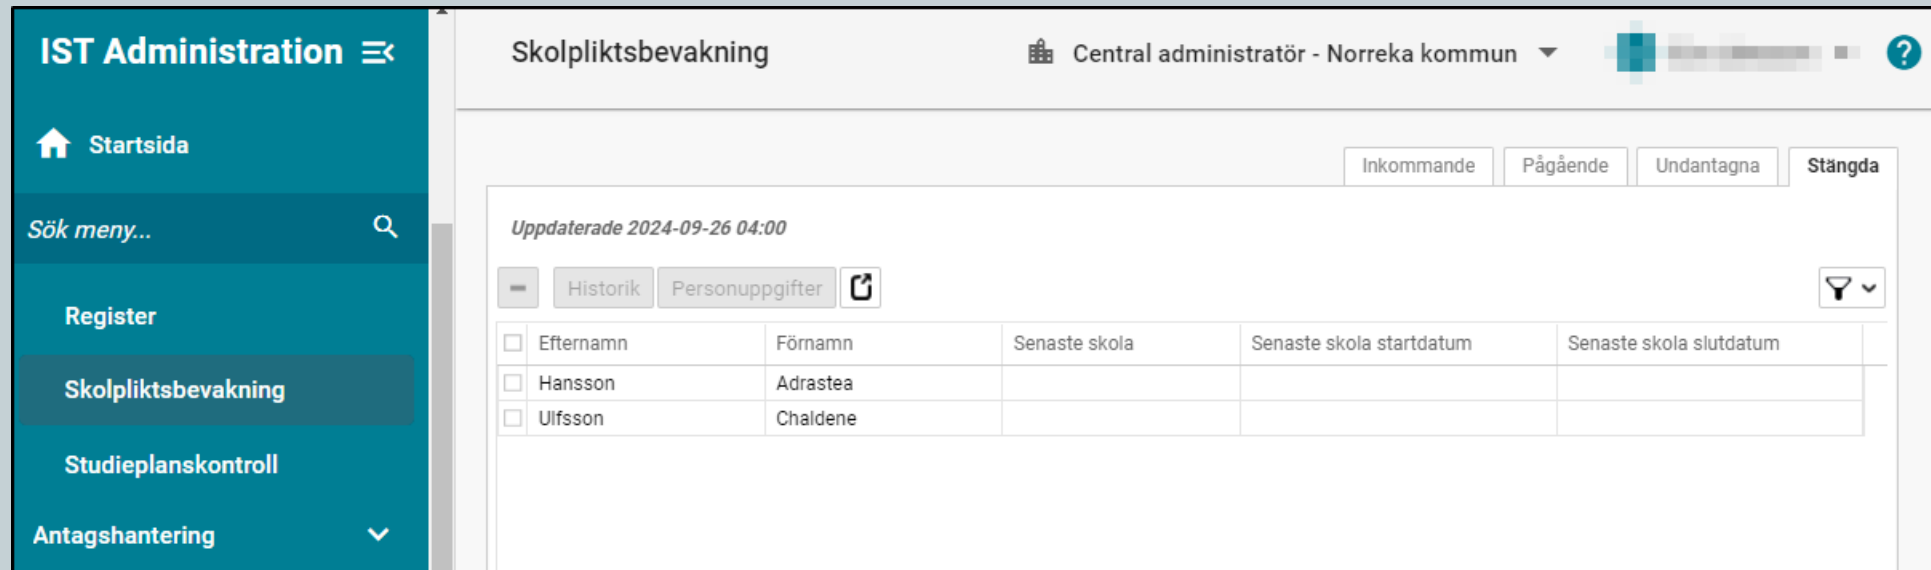 IST Administration
Skolpliktsbevakning
Central administratör - Norreka kommun
?
Startsida
Sök meny...
Register
Skolpliktsbevakning
Studieplanskontroll
Antagshantering
Inkommande Pågående Undantagna Stängda
Uppdaterade 2024-09-26 04:00
Historik Personuppgifter
Efternamn Förnamn Senaste skola Senaste skola startdatum Senaste skola slutdatum
Hansson Adrastea
Ulfsson Chaldene